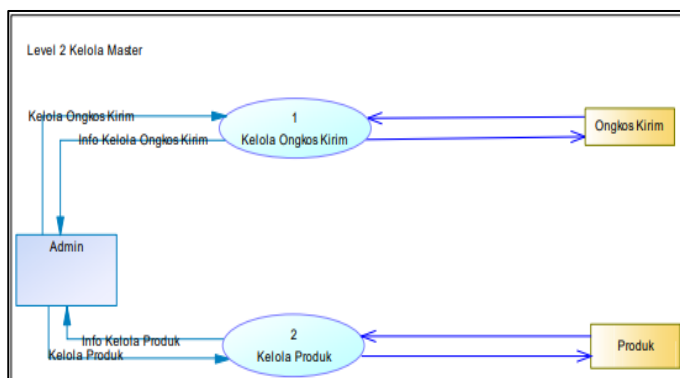 Level 2 Kelola Master
Kelola Ongkos Kirim
1
Kelola Ongkos Kirim
Ongkos Kirim
Info Kelola Ongkos Kirim
Admin
Info Kelola Produk
Kelola Produk
2
Kelola Produk
Produk